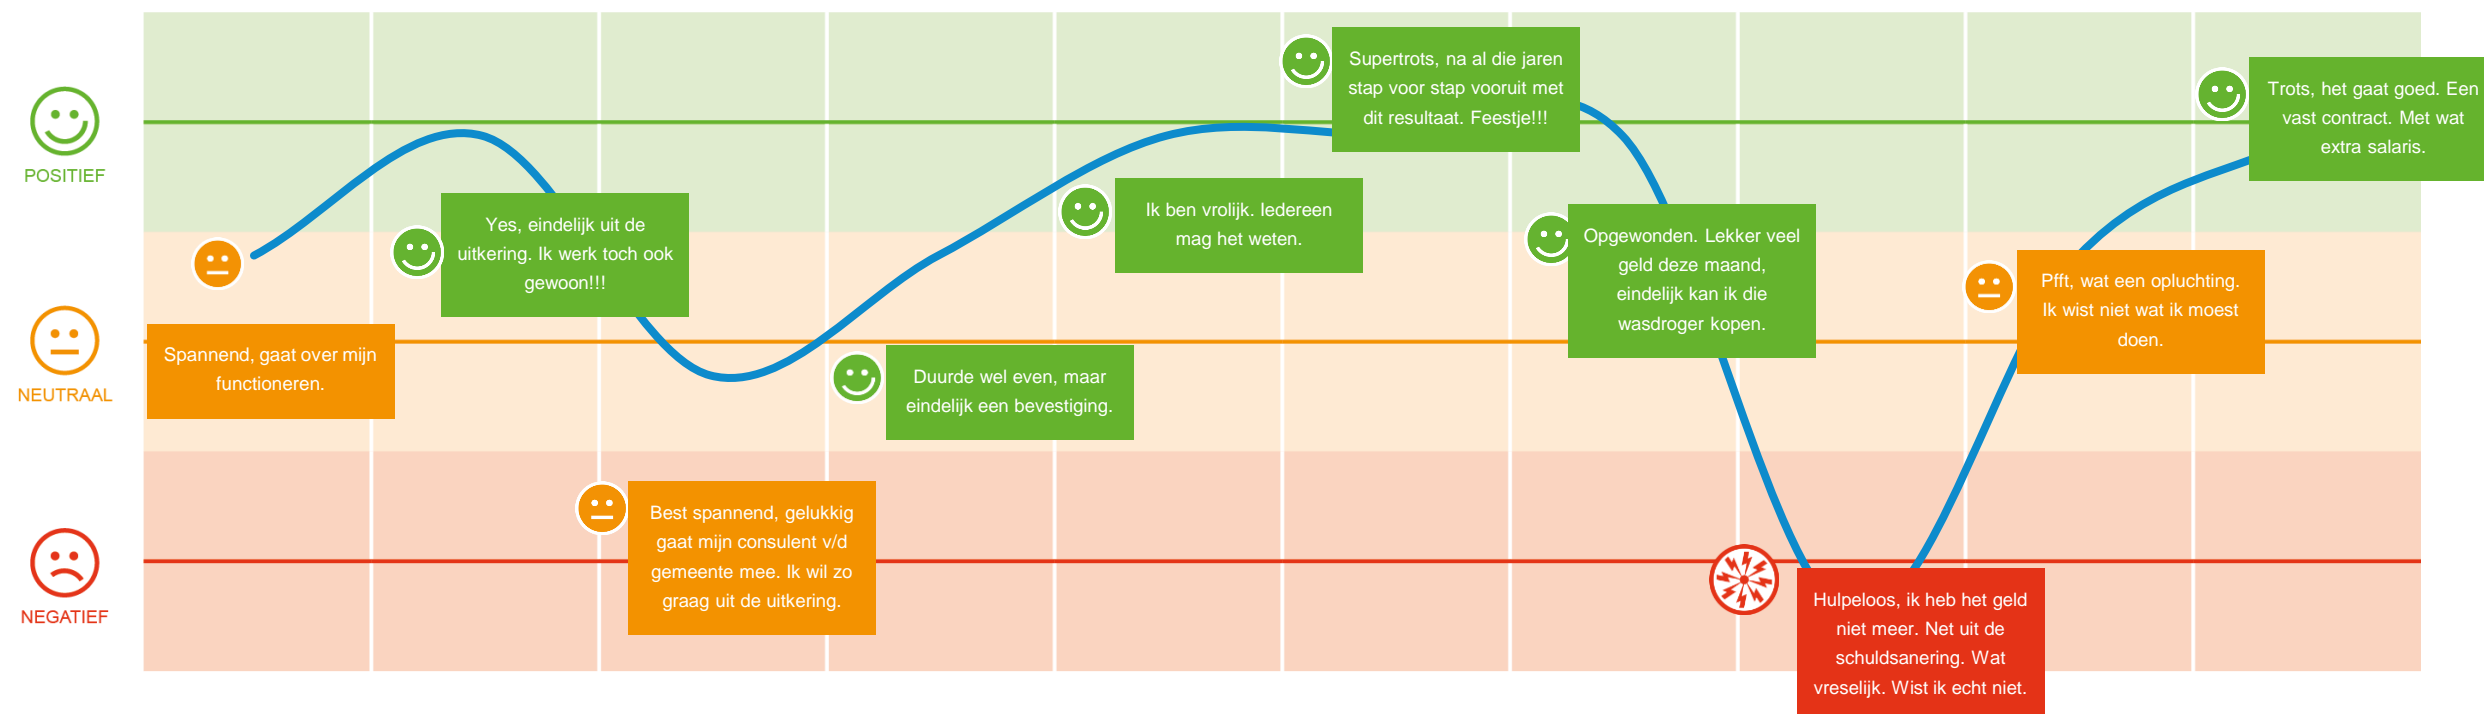 POSITIEF
NEUTRAAL
NEGATIEF
Spannend, gaat over mijn
functioneren.
Yes, eindelijk uit de
uitkering. Ik werk toch ook
gewoon!!!
Best spannend, gelukkig
gaat mijn consulent v/d
gemeente mee. Ik wil zo
graag uit de uitkering.
Duurde wel even, maar
eindelijk een bevestiging.
Ik ben vrolijk. Iedereen
mag het weten.
Supertrots, na al die jaren
stap voor stap vooruit met
dit resultaat. Feestje!!!
Opgewonden. Lekker veel
geld deze maand,
eindelijk kan ik die
wasdroger kopen.
Hulpeloos, ik heb het geld
niet meer. Net uit de
schuldsanering. Wat
vreselijk. Wist ik echt niet.
Pfft, wat een opluchting.
Ik wist niet wat ik moest
doen.
Trots, het gaat goed. Een
vast contract. Met wat
extra salaris.